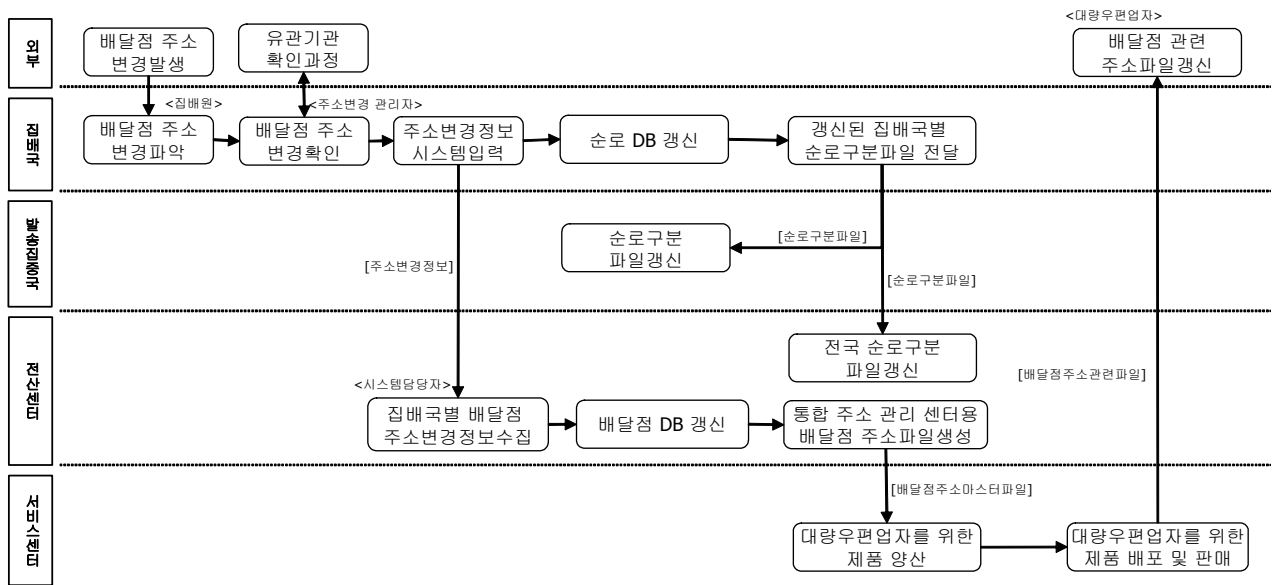 외부
배달점 주소
변경발생
유관기관
확인과정
<대량우편업자>
배달점 관련
주소파일갱신
집배국
<집배원>
배달점 주소
변경파악
<주소변경 관리자>
배달점 주소
변경확인
주소변경정보
시스템입력
순로 DB 갱신
갱신된 집배국별
순로구분파일 전달
발송집중국
순로구분
파일갱신
[순로구분파일]
[주소변경정보]
[순로구분파일]
전산센터
전국 순로구분
파일갱신
[배달점주소관련파일]
<시스템담당자>
집배국별 배달점
주소변경정보수집
배달점 DB 갱신
통합 주소 관리 센터용
배달점 주소파일생성
서비스센터
[배달점주소마스터파일]
대량우편업자를 위한
제품 양산
대량우편업자를 위한
제품 배포 및 판매